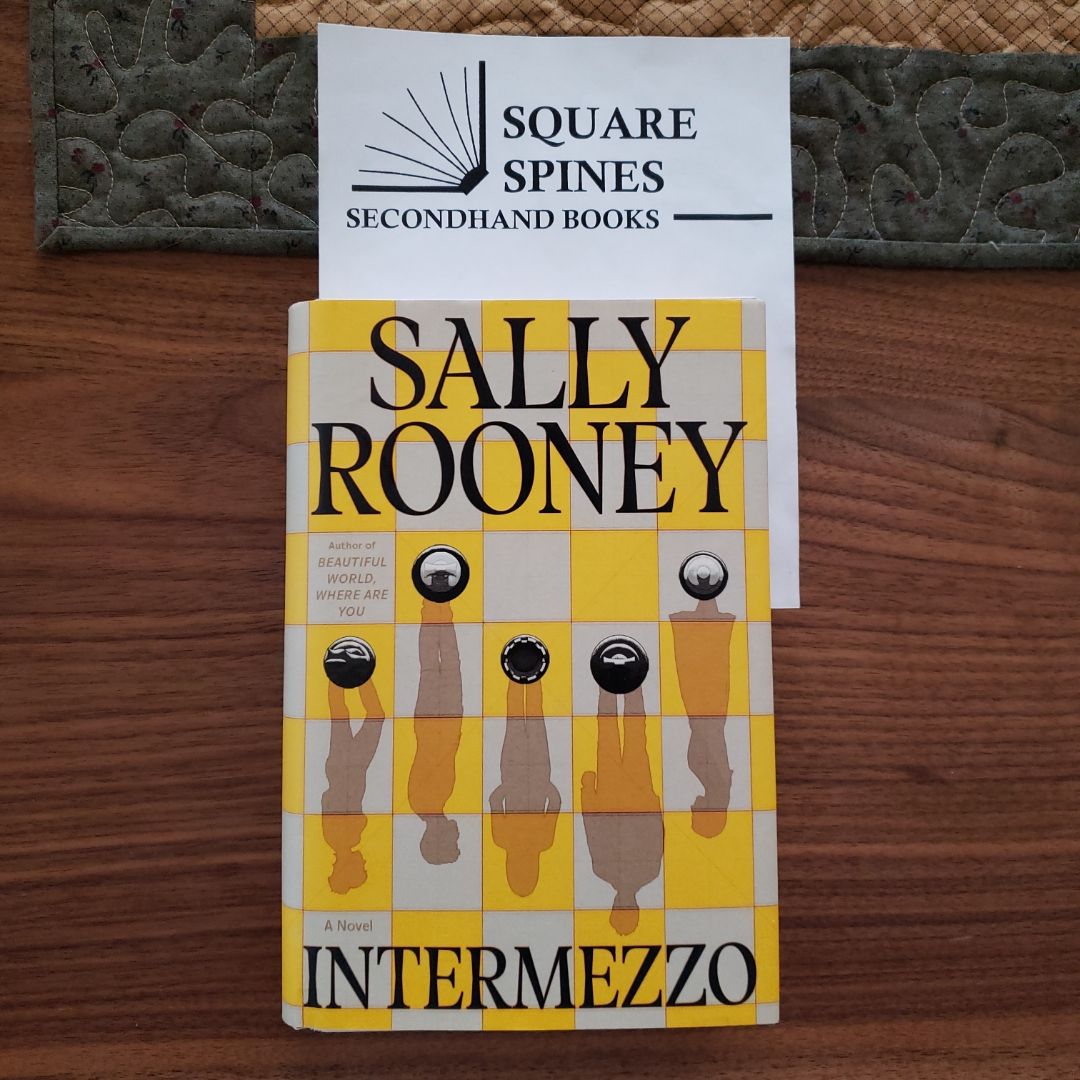 SQUARE
SPINES
SECONDHAND BOOKS
SALLY
ROONEY
Author of
BEAUTIFUL
WORLD,
WHERE ARE
YOU
A Novel
INTERMEZZO